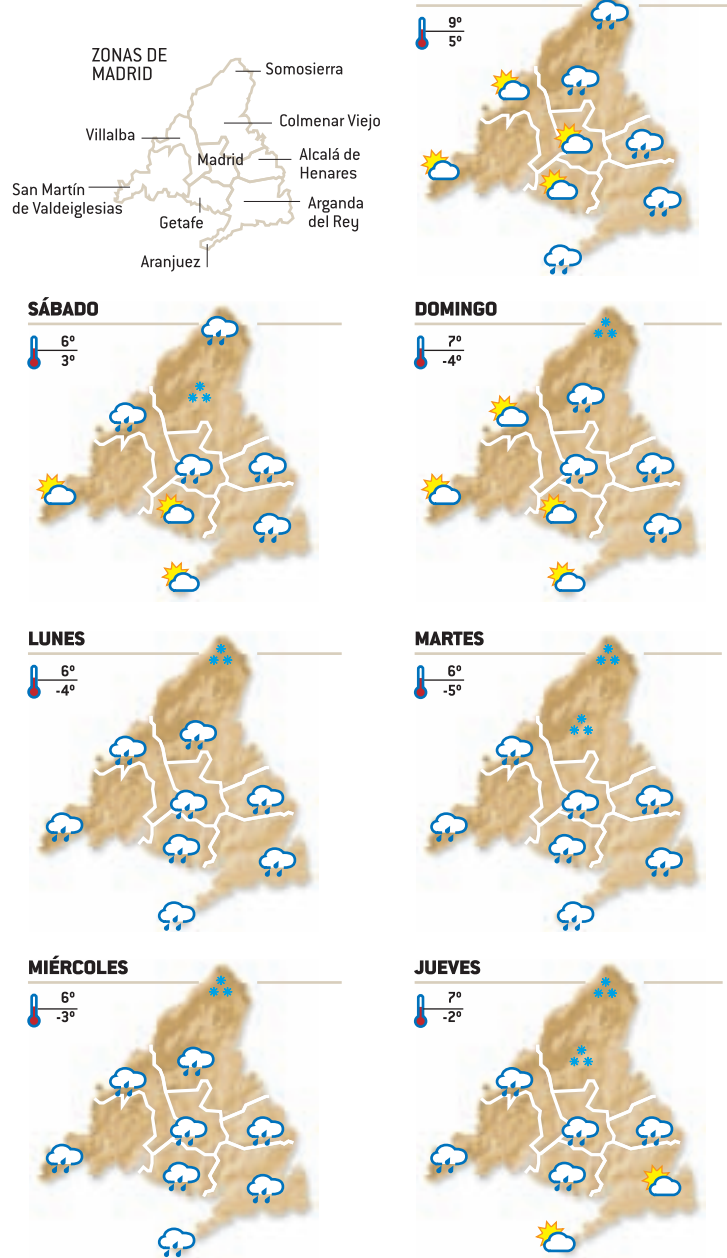 ZONAS DE
MADRID
Somosierra
Colmenar Viejo
Villalba
Madrid
Alcalá de
Henares
San Martín
de Valdeiglesias
Getafe
Arganda
del Rey
Aranjuez
9º
5º
SÁBADO
6º
3º
DOMINGO
7º
-4º
LUNES
6º
-4º
MARTES
6º
-5º
MIÉRCOLES
6º
-3º
JUEVES
7º
-2º